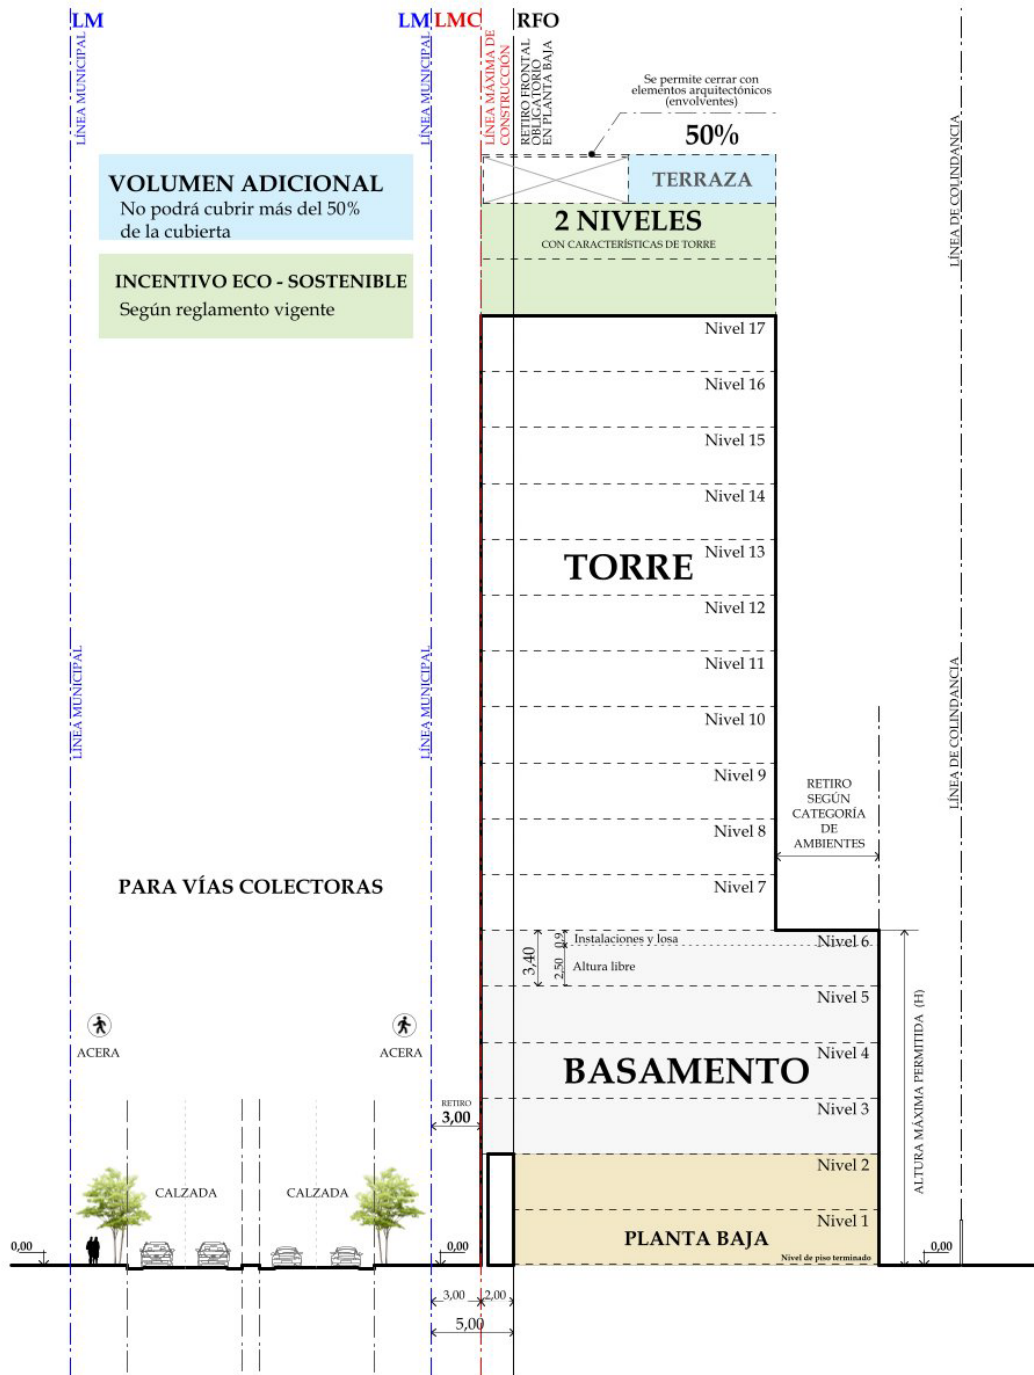 LM
LM
LMC
RFO
LÍNEA MUNICIPAL
LÍNEA MUNICIPAL
LÍNEA MÁXIMA DE
CONSTRUCCIÓN
RETIRO FRONTAL
OBLIGATORIO
EN PLANTA BAJA
Se permite cerrar con
elementos arquitectónicos
(envolventes)
50%
LÍNEA DE COLINDANCIA
VOLUMEN ADICIONAL
No podrá cubrir más del 50%
de la cubierta
TERRAZA
2 NIVELES
CON CARACTERÍSTICAS DE TORRE
INCENTIVO ECO - SOSTENIBLE
Según reglamento vigente
Nivel 17
Nivel 16
Nivel 15
Nivel 14
TORRE
Nivel 13
Nivel 12
Nivel 11
LÍNEA MUNICIPAL
LÍNEA MUNICIPAL
LÍNEA DE COLINDANCIA
Nivel 10
Nivel 9
RETIRO
SEGÚN
CATEGORÍA
DE
AMBIENTES
Nivel 8
Nivel 7
PARA VÍAS COLECTORAS
Nivel 6
Instalaciones y losa
0,9
3,40
2,50
Altura libre
Nivel 5
ALTURA MÁXIMA PERMITIDA (H)
ACERA
ACERA
Nivel 4
BASAMENTO
Nivel 3
RETIRO
3,00
Nivel 2
CALZADA
CALZADA
Nivel 1
PLANTA BAJA
Nivel de piso terminado
0,00
0,00
0,00
3,00
2,00
5,00